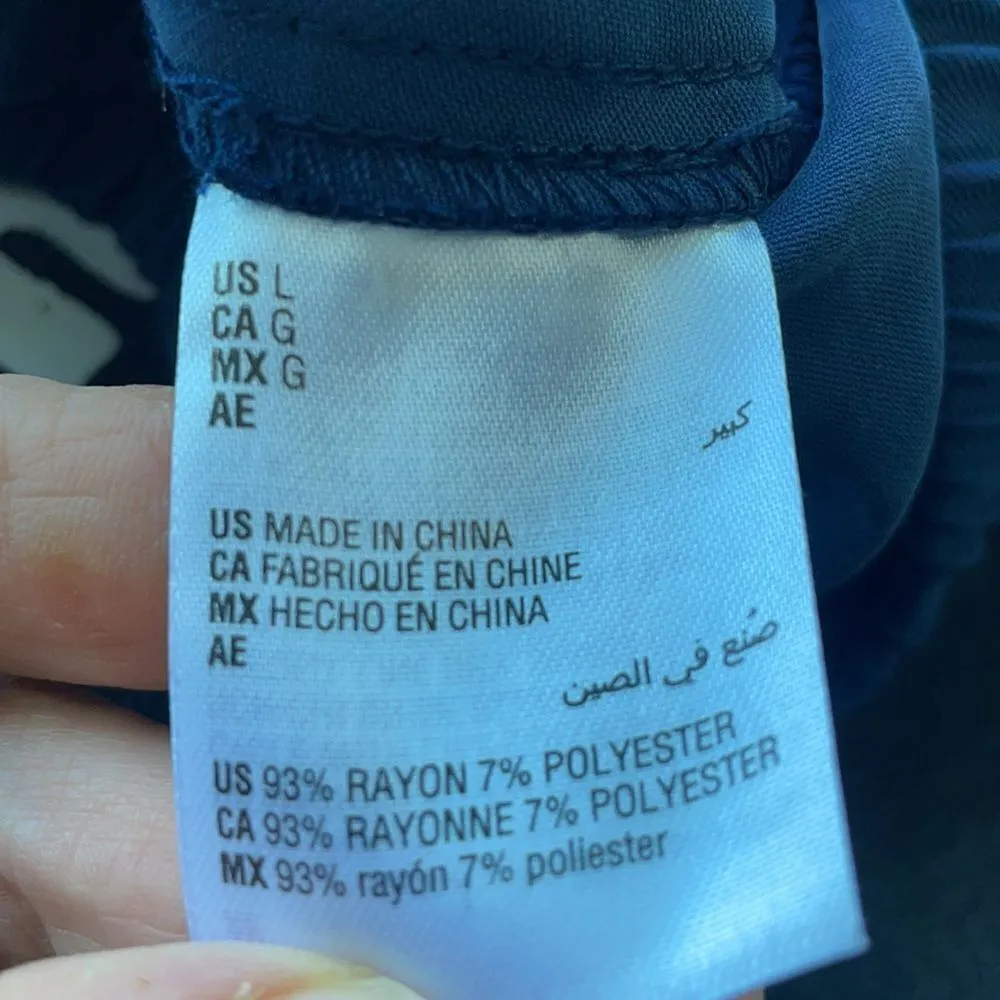 US L
CA G
MX G
AE كبير
US MADE IN CHINA
CA FABRIQUÉ EN CHINE
MX HECHO EN CHINA
AE صُنع في الصين
US 93% RAYON 7% POLYESTER
CA 93% RAYONNE 7% POLYESTER
MX 93% rayón 7% poliester